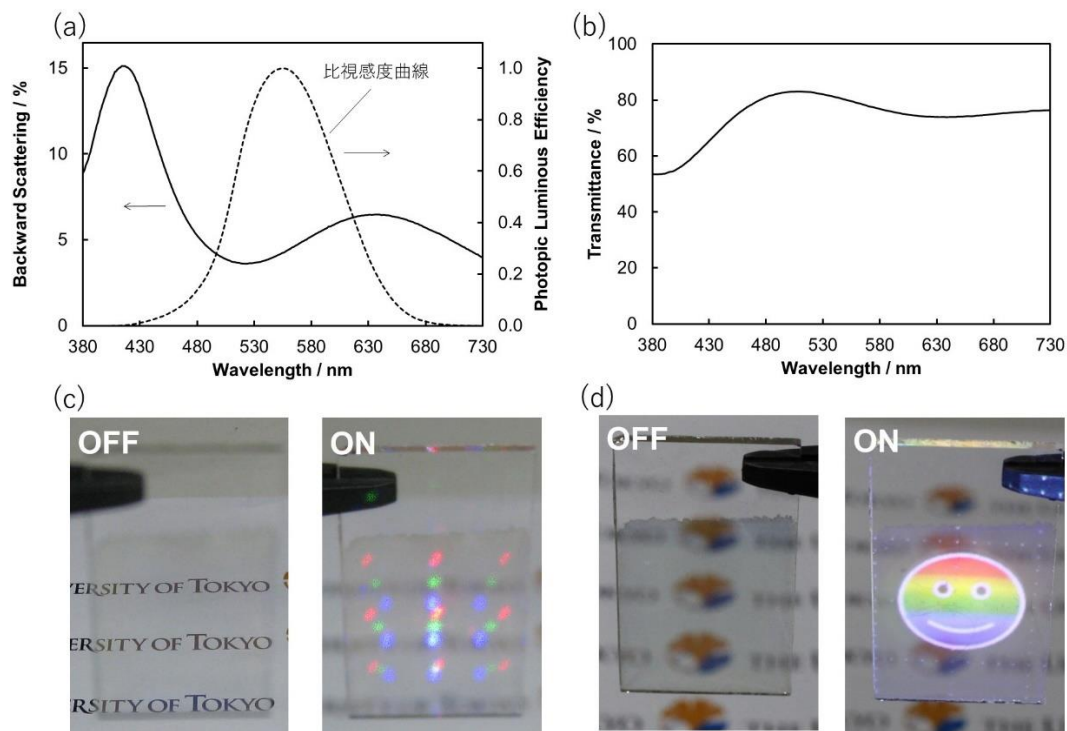 (a)
Backward Scattering / %
15
10
5
0
比視感度曲線
1.0
0.8
0.6
0.4
0.2
0.0
Photopic Luminous Efficiency
380 430 480 530 580 630 680 730
Wavelength / nm
(b)
Transmittance / %
100
80
60
40
20
0
380 430 480 530 580 630 680 730
Wavelength / nm
(c)
OFF
ERSITY OF TOKYO
ERSITY OF TOKYO
ERSITY OF TOKYO
ON
(d)
OFF
ON